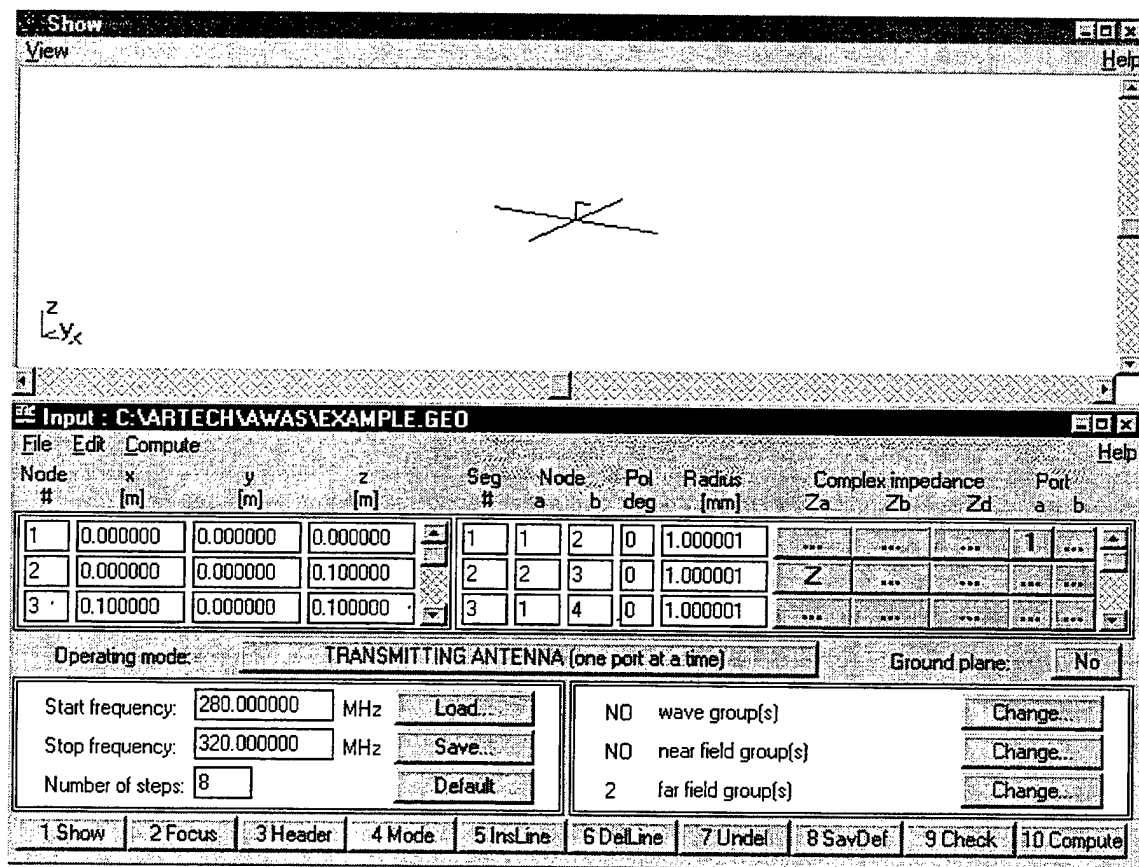 Show
View Help
z
y x
Input : C:\ARTECH\AWAS\EXAMPLE.GEO
File Edit Compute Help
Node x y z Seg Node Pol Radius Complex impedance Port
# [m] [m] [m] # a b deg [mm] Za Zb Zd a b
1 0.000000 0.000000 0.000000 1 1 2 0 1.000001 ... ... ... 1 ...
2 0.000000 0.000000 0.100000 2 2 3 0 1.000001 Z ... ... ... ...
3 0.100000 0.000000 0.100000 3 1 4 0 1.000001 ... ... ... ... ...
Operating mode: TRANSMITTING ANTENNA (one port at a time) Ground plane: No
Start frequency: 280.000000 MHz Load... NO wave group(s) Change...
Stop frequency: 320.000000 MHz Save... NO near field group(s) Change...
Number of steps: 8 Default 2 far field group(s) Change...
1 Show 2 Focus 3 Header 4 Mode 5 InsLine 6 DelLine 7 Undel 8 SavDef 9 Check 10 Compute